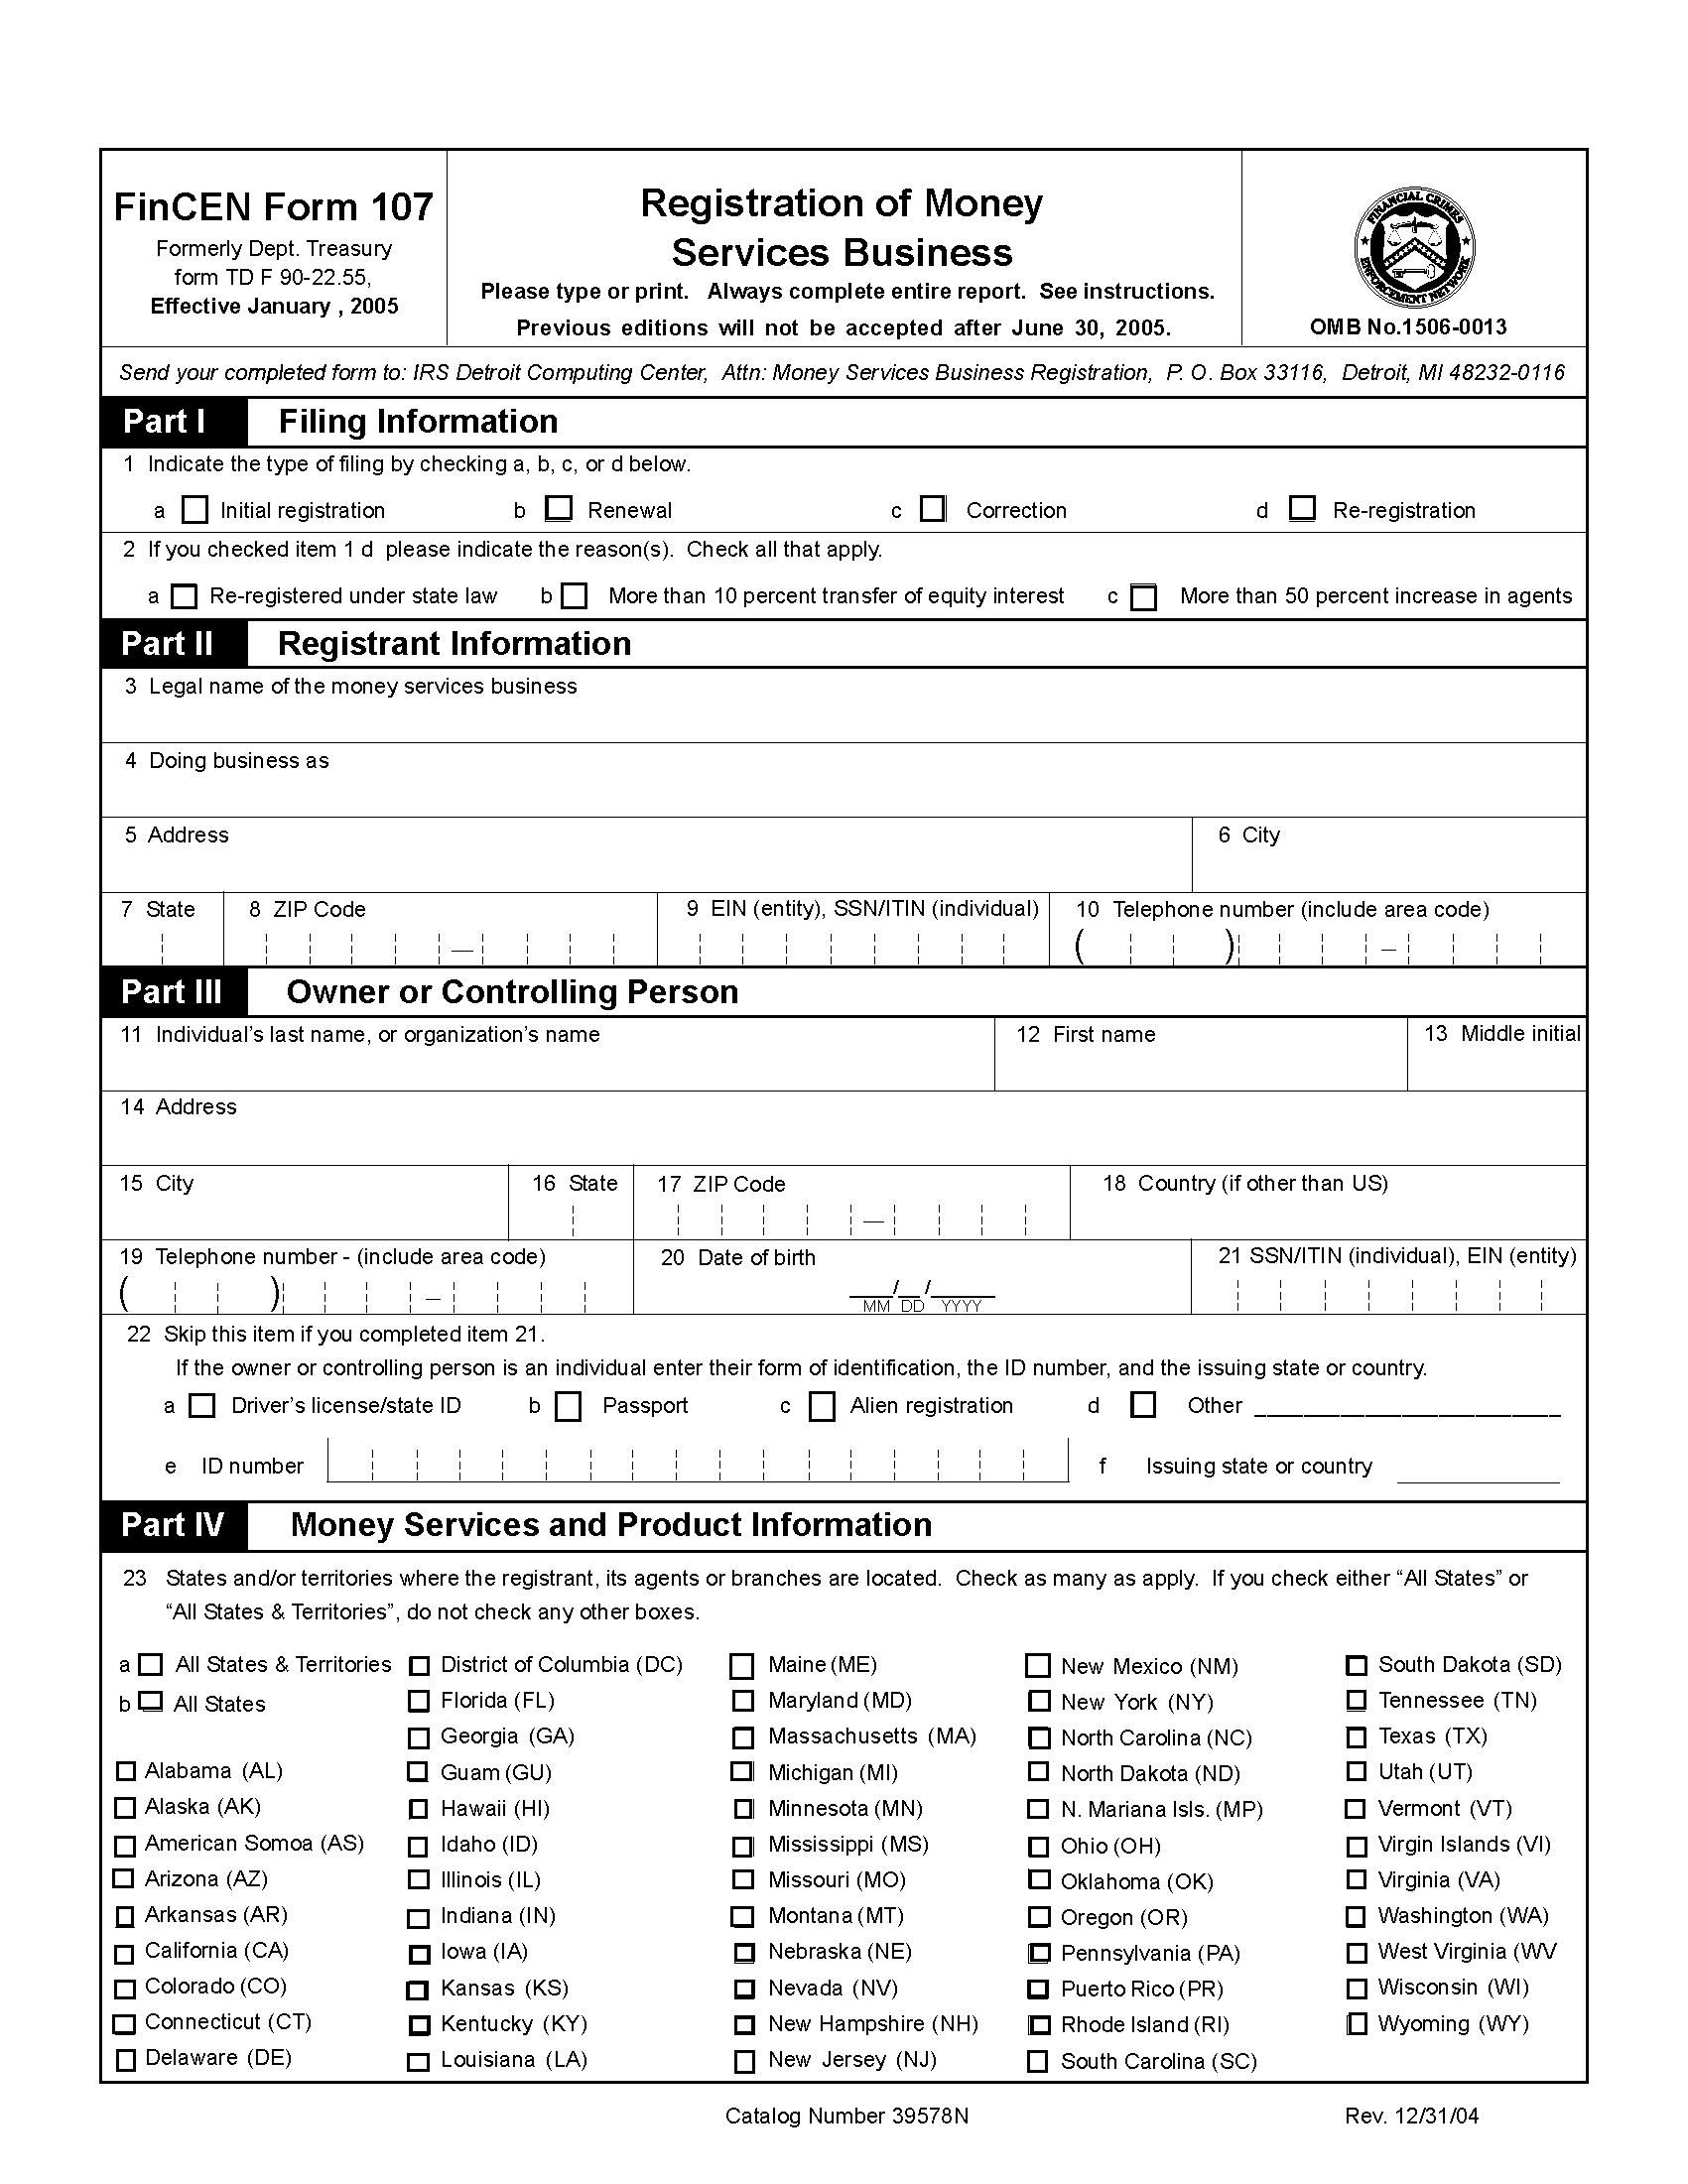 FinCEN Form 107
Formerly Dept. Treasury
form TD F 90-22.55,
Effective January , 2005
Registration of Money
Services Business
Please type or print. Always complete entire report. See instructions.
Previous editions will not be accepted after June 30, 2005.
FINANCIAL CRIMES
ENFORCEMENT NETWORK
OMB No.1506-0013
Send your completed form to: IRS Detroit Computing Center, Attn: Money Services Business Registration, P. O. Box 33116, Detroit, MI 48232-0116
Part I Filing Information
1 Indicate the type of filing by checking a, b, c, or d below.
a Initial registration b Renewal c Correction d Re-registration
2 If you checked item 1 d please indicate the reason(s). Check all that apply.
a Re-registered under state law b More than 10 percent transfer of equity interest c More than 50 percent increase in agents
Part II Registrant Information
3 Legal name of the money services business
4 Doing business as
5 Address 6 City
7 State 8 ZIP Code 9 EIN (entity), SSN/ITIN (individual) 10 Telephone number (include area code)
— ( ) –
Part III Owner or Controlling Person
11 Individual’s last name, or organization’s name 12 First name 13 Middle initial
14 Address
15 City 16 State 17 ZIP Code 18 Country (if other than US)
—
19 Telephone number - (include area code) 20 Date of birth 21 SSN/ITIN (individual), EIN (entity)
( ) – ____/__ /______
MM DD YYYY
22 Skip this item if you completed item 21.
If the owner or controlling person is an individual enter their form of identification, the ID number, and the issuing state or country.
a Driver’s license/state ID b Passport c Alien registration d Other _________________________
e ID number f Issuing state or country
Part IV Money Services and Product Information
23 States and/or territories where the registrant, its agents or branches are located. Check as many as apply. If you check either “All States” or
“All States & Territories”, do not check any other boxes.
a All States & Territories District of Columbia (DC) Maine (ME) New Mexico (NM) South Dakota (SD)
b All States Florida (FL) Maryland (MD) New York (NY) Tennessee (TN)
Georgia (GA) Massachusetts (MA) North Carolina (NC) Texas (TX)
Alabama (AL) Guam (GU) Michigan (MI) North Dakota (ND) Utah (UT)
Alaska (AK) Hawaii (HI) Minnesota (MN) N. Mariana Isls. (MP) Vermont (VT)
American Somoa (AS) Idaho (ID) Mississippi (MS) Ohio (OH) Virgin Islands (VI)
Arizona (AZ) Illinois (IL) Missouri (MO) Oklahoma (OK) Virginia (VA)
Arkansas (AR) Indiana (IN) Montana (MT) Oregon (OR) Washington (WA)
California (CA) Iowa (IA) Nebraska (NE) Pennsylvania (PA) West Virginia (WV
Colorado (CO) Kansas (KS) Nevada (NV) Puerto Rico (PR) Wisconsin (WI)
Connecticut (CT) Kentucky (KY) New Hampshire (NH) Rhode Island (RI) Wyoming (WY)
Delaware (DE) Louisiana (LA) New Jersey (NJ) South Carolina (SC)
Catalog Number 39578N Rev. 12/31/04